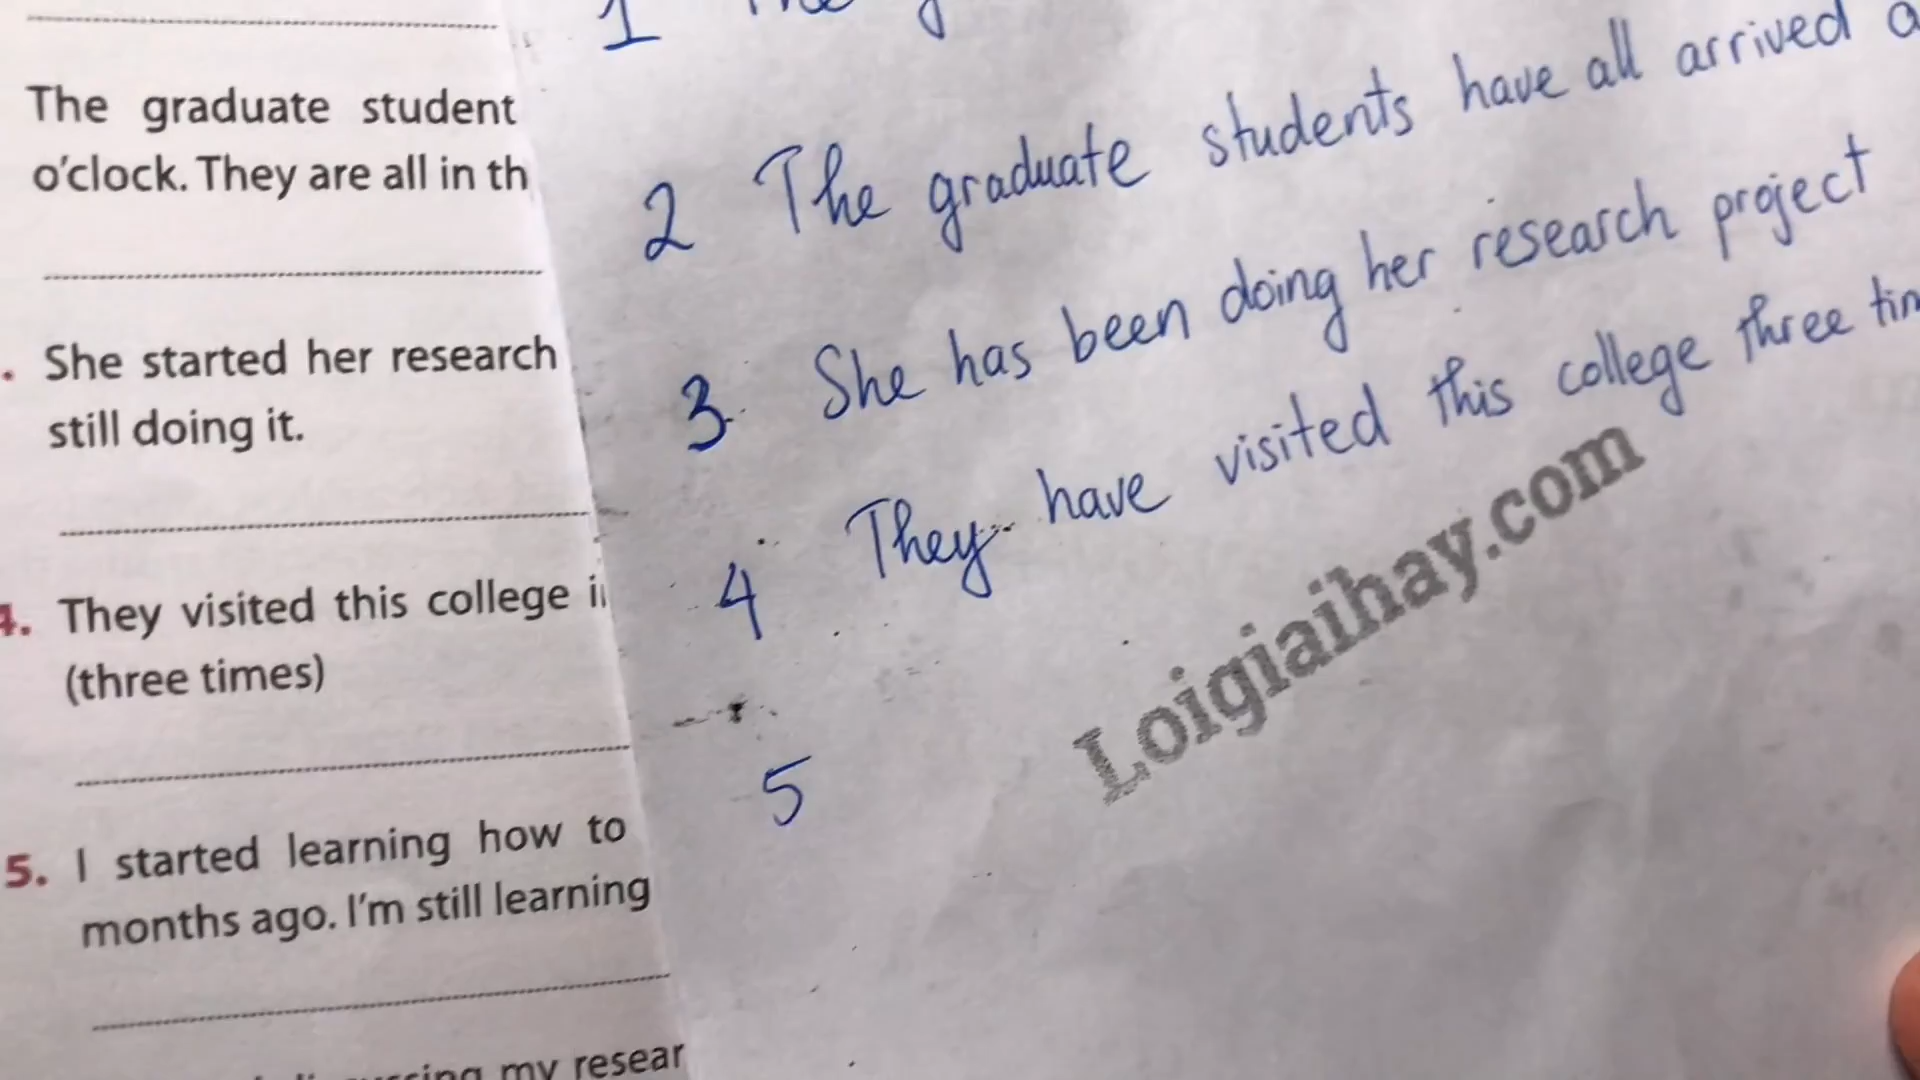 The graduate student
o'clock. They are all in th
She started her research
still doing it.
4. They visited this college
(three times)
5. I started learning how to
months ago. I'm still learning
my resear
1 The
2 The graduate students have all arrived
3. She has been doing her research project
4 They have visited this college three
5
Loigiaihay.com